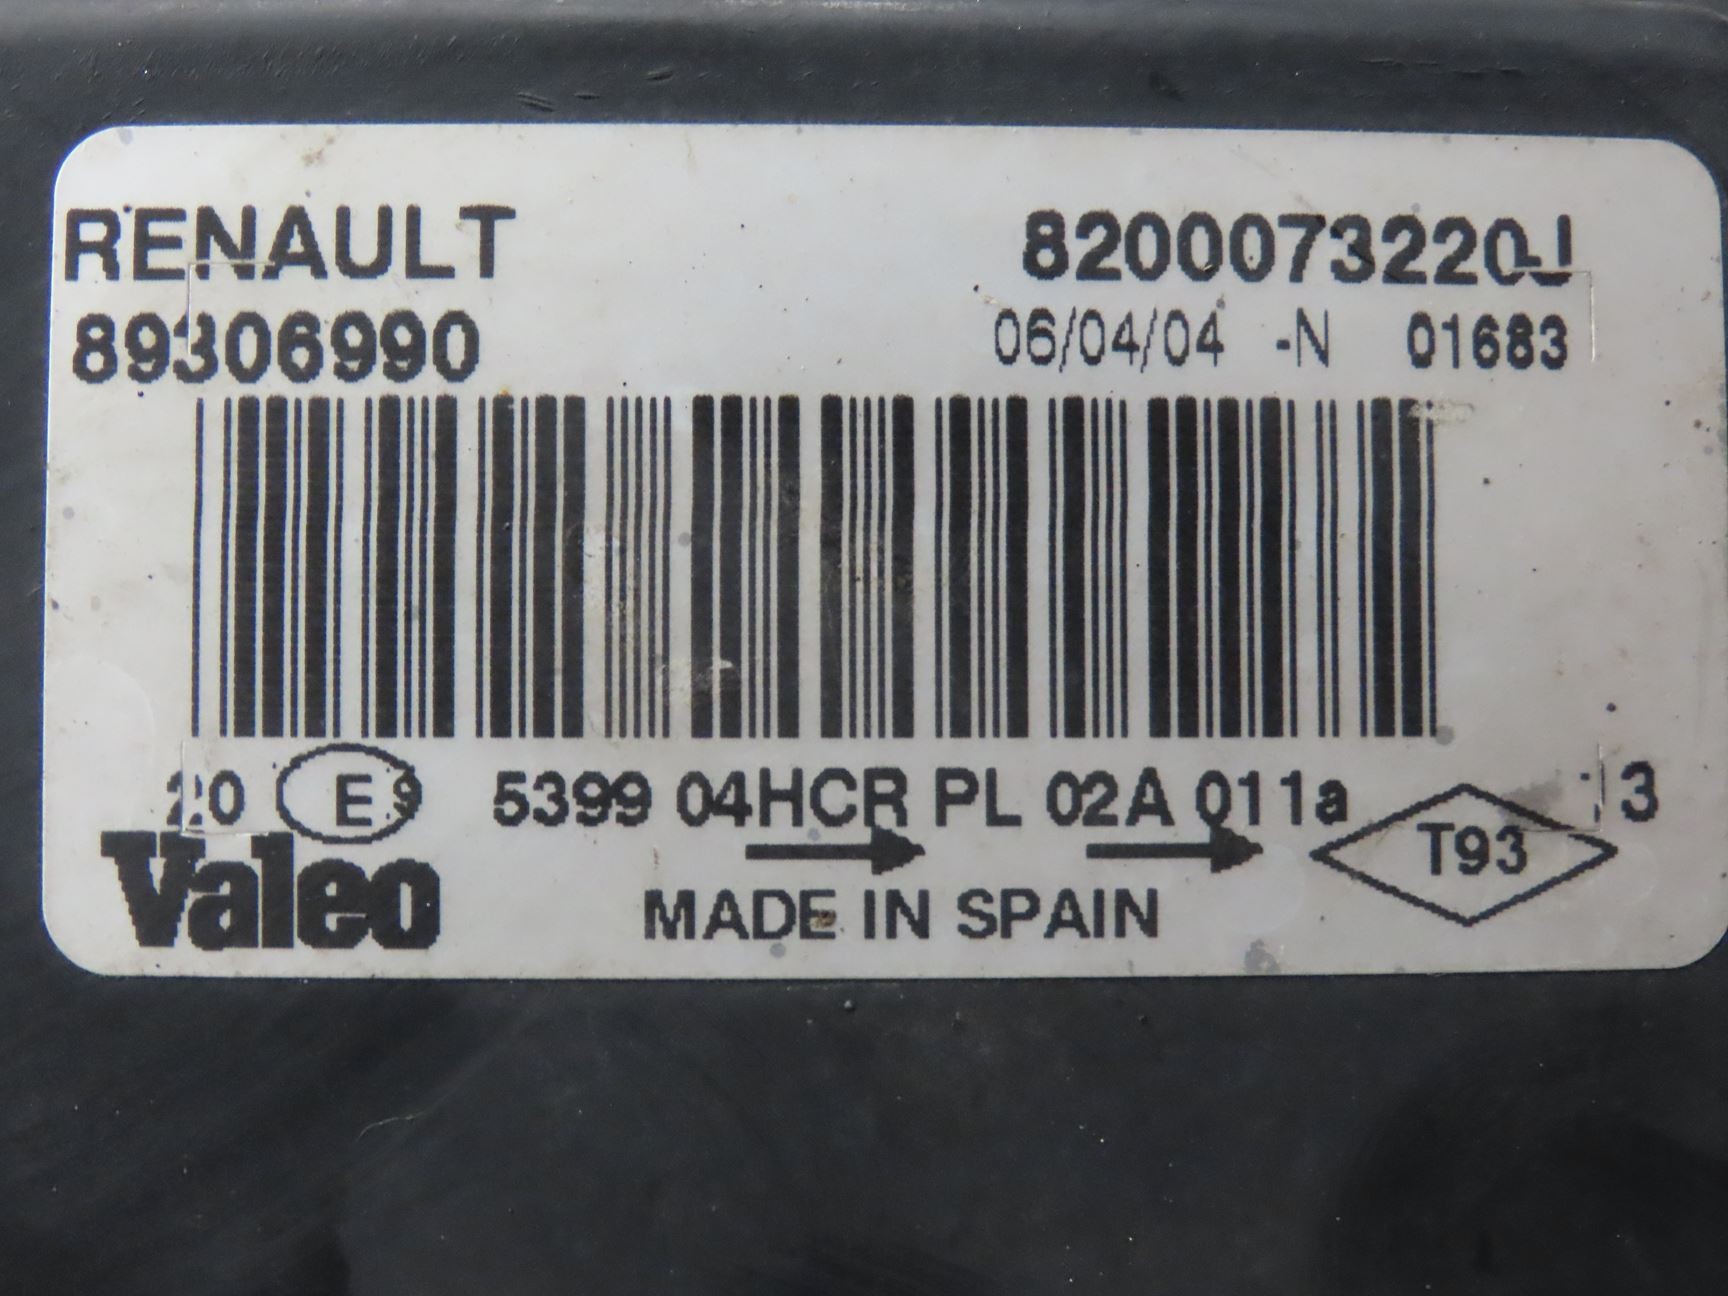 RENAULT 8200073220J
89306990 06/04/04 -N 01683
20 E9 5399 04HCR PL 02A 011a 3
T93
Valeo MADE IN SPAIN